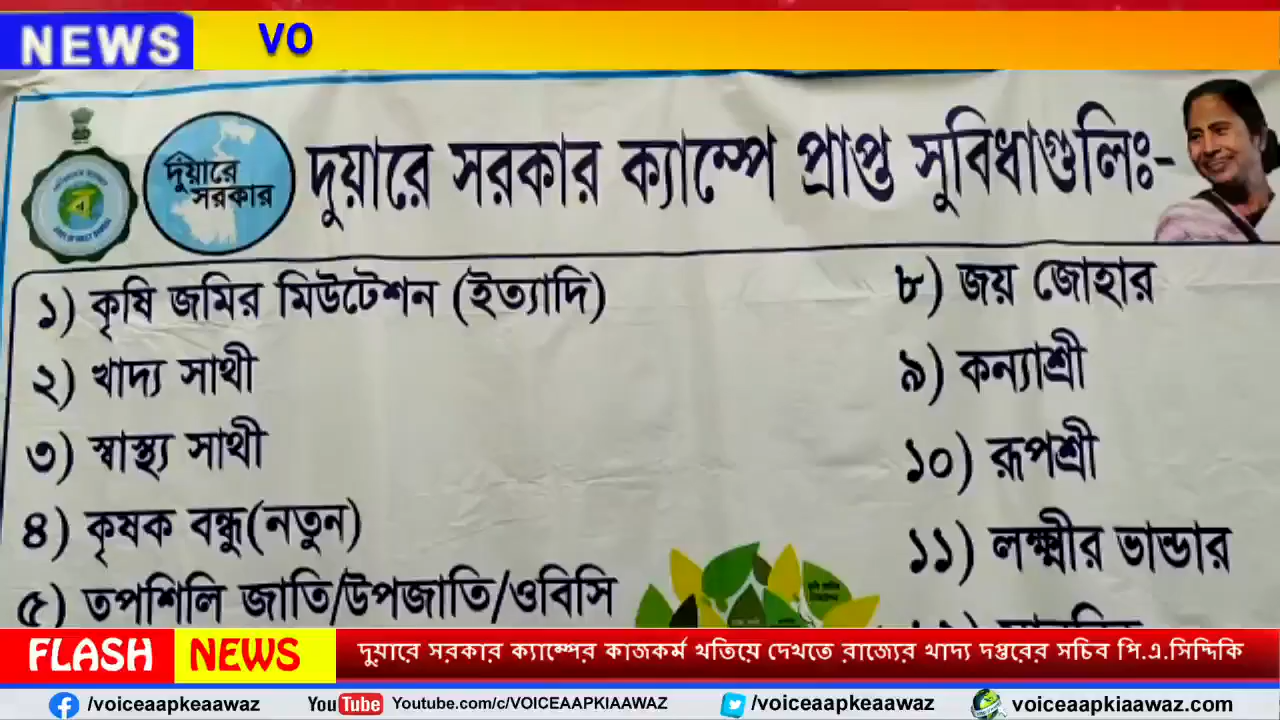 NEWS
VO
দুয়ারে
সরকার
দুয়ারে সরকার ক্যাম্পে প্রাপ্ত সুবিধাগুলিঃ-
১) কৃষি জমির মিউটেশন (ইত্যাদি)
২) খাদ্য সাথী
৩) স্বাস্থ্য সাথী
৪) কৃষক বন্ধু(নতুন)
৫) তপশিলি জাতি/উপজাতি/ওবিসি
৮) জয় জোহার
৯) কন্যাশ্রী
১০) রূপশ্রী
১১) লক্ষ্মীর ভান্ডার
FLASH NEWS
দুয়ারে সরকার ক্যাম্পের কাজকর্ম খতিয়ে দেখতে রাজ্যের খাদ্য দপ্তরের সচিব পি.এ.সিদ্দিকি
/voiceaapkeaawaz
YouTube Youtube.com/c/VOICEAAPKIAAWAZ
/voiceaapkeaawaz
voiceaapkiaawaz.com